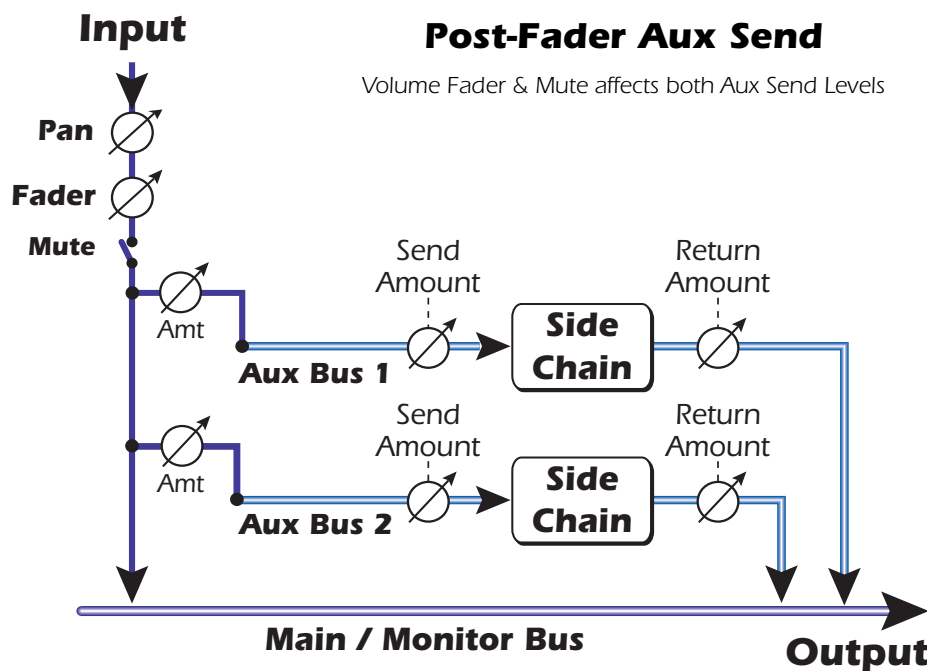 Input
Post-Fader Aux Send
Volume Fader & Mute affects both Aux Send Levels
Pan
Fader
Mute
Send
Amount
Return
Amount
Amt
Side
Chain
Aux Bus 1
Send
Amount
Return
Amount
Amt
Side
Chain
Aux Bus 2
Main / Monitor Bus
Output